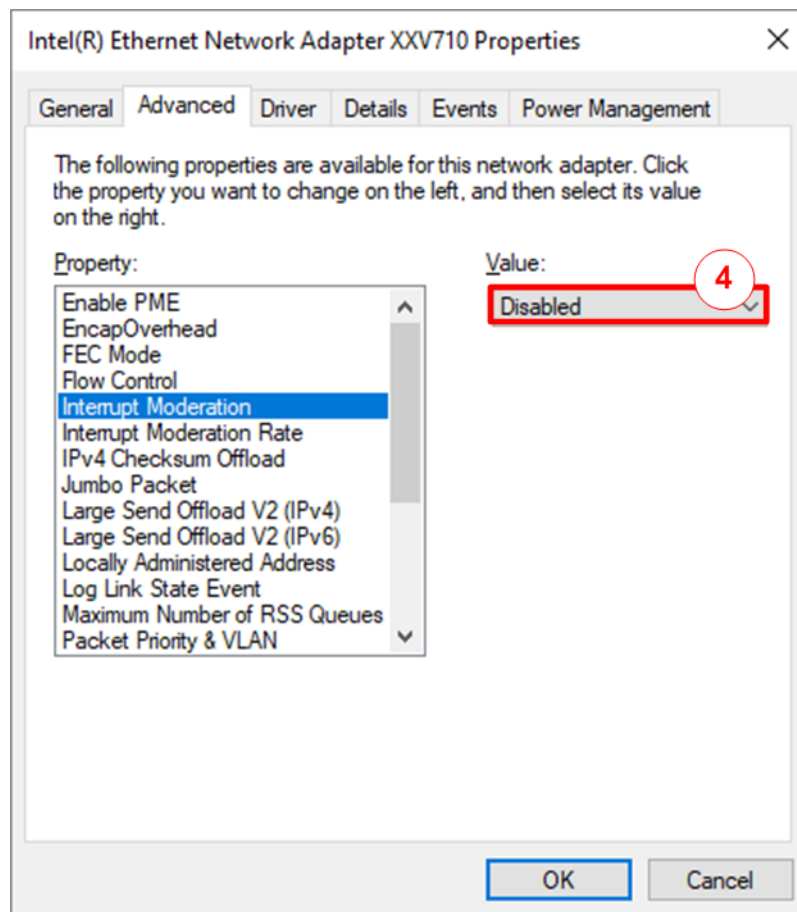 Intel(R) Ethernet Network Adapter XXV710 Properties
General Advanced Driver Details Events Power Management
The following properties are available for this network adapter. Click
the property you want to change on the left, and then select its value
on the right.
Property:
Value:
4
Disabled
Enable PME
EncapOverhead
FEC Mode
Flow Control
Interrupt Moderation
Interrupt Moderation Rate
IPv4 Checksum Offload
Jumbo Packet
Large Send Offload V2 (IPv4)
Large Send Offload V2 (IPv6)
Locally Administered Address
Log Link State Event
Maximum Number of RSS Queues
Packet Priority & VLAN
OK Cancel